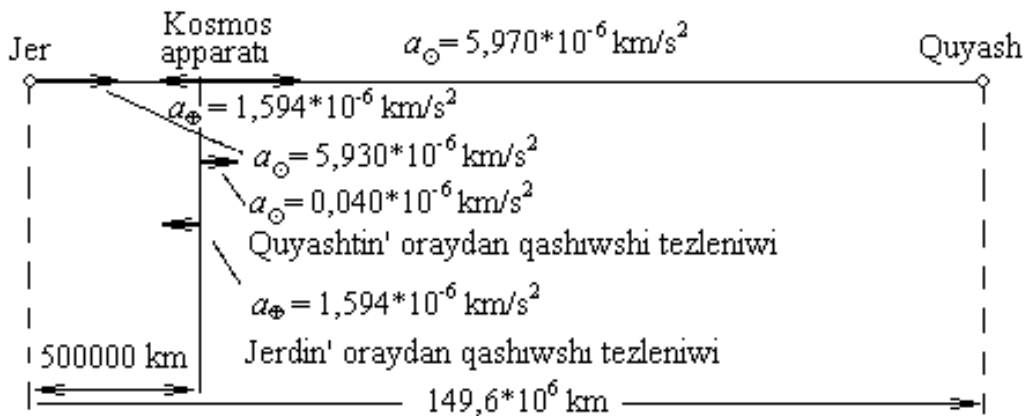 Jer
Kosmos
apparatı
a☉ = 5,970*10⁻⁶ km/s²
Quyash
a⊕ = 1,594*10⁻⁶ km/s²
a☉ = 5,930*10⁻⁶ km/s²
a☉ = 0,040*10⁻⁶ km/s²
Quyashtin' oraydan qashıwshi tezleniwi
a⊕ = 1,594*10⁻⁶ km/s²
500000 km
Jerdin' oraydan qashıwshı tezleniwi
149,6*10⁶ km